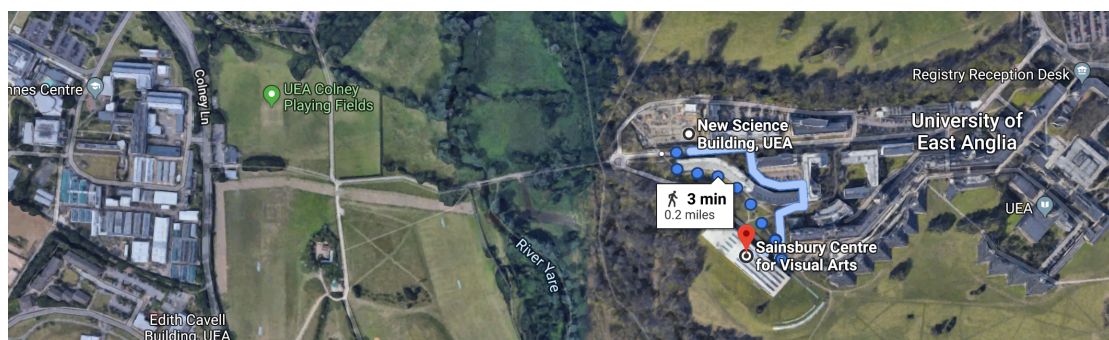 nnes Centre
Colney Ln
UEA Colney
Playing Fields
Registry Reception Desk
New Science
Building, UEA
University of
East Anglia
3 min
0.2 miles
UEA
River Yare
Sainsbury Centre
for Visual Arts
Edith Cavell
Building, UEA